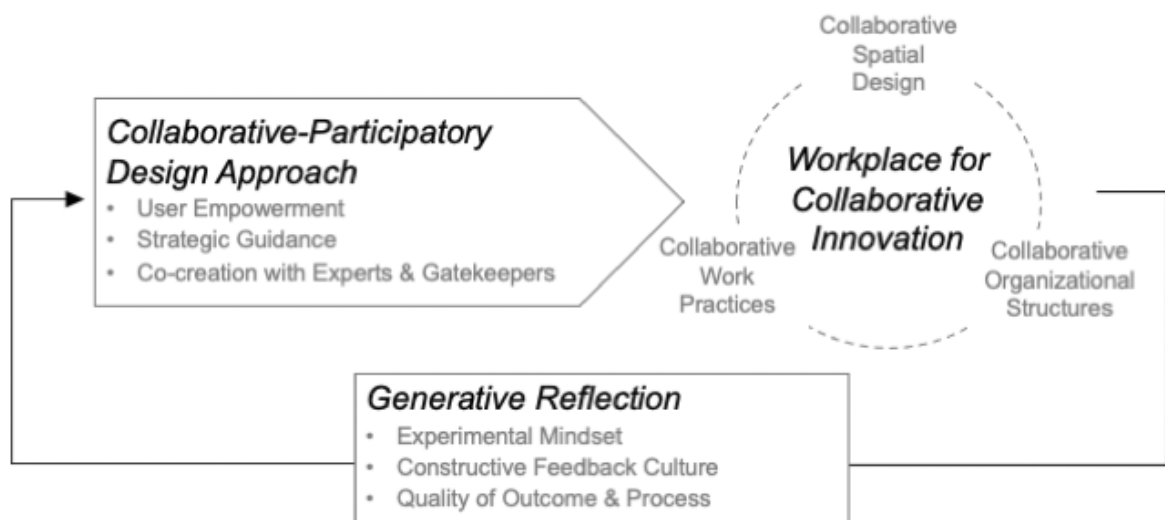 Collaborative-Participatory
Design Approach
• User Empowerment
• Strategic Guidance
• Co-creation with Experts & Gatekeepers
Collaborative
Spatial
Design
Workplace for
Collaborative
Innovation
Collaborative
Work
Practices
Collaborative
Organizational
Structures
Generative Reflection
• Experimental Mindset
• Constructive Feedback Culture
• Quality of Outcome & Process